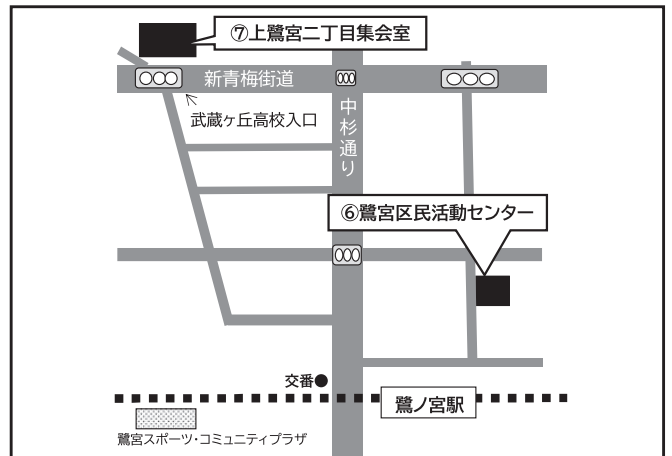 ⑦上鷺宮二丁目集会室
新青梅街道
武蔵ヶ丘高校入口
中杉通り
⑥鷺宮区民活動センター
交番●
鷺ノ宮駅
鷺宮スポーツ・コミュニティプラザ